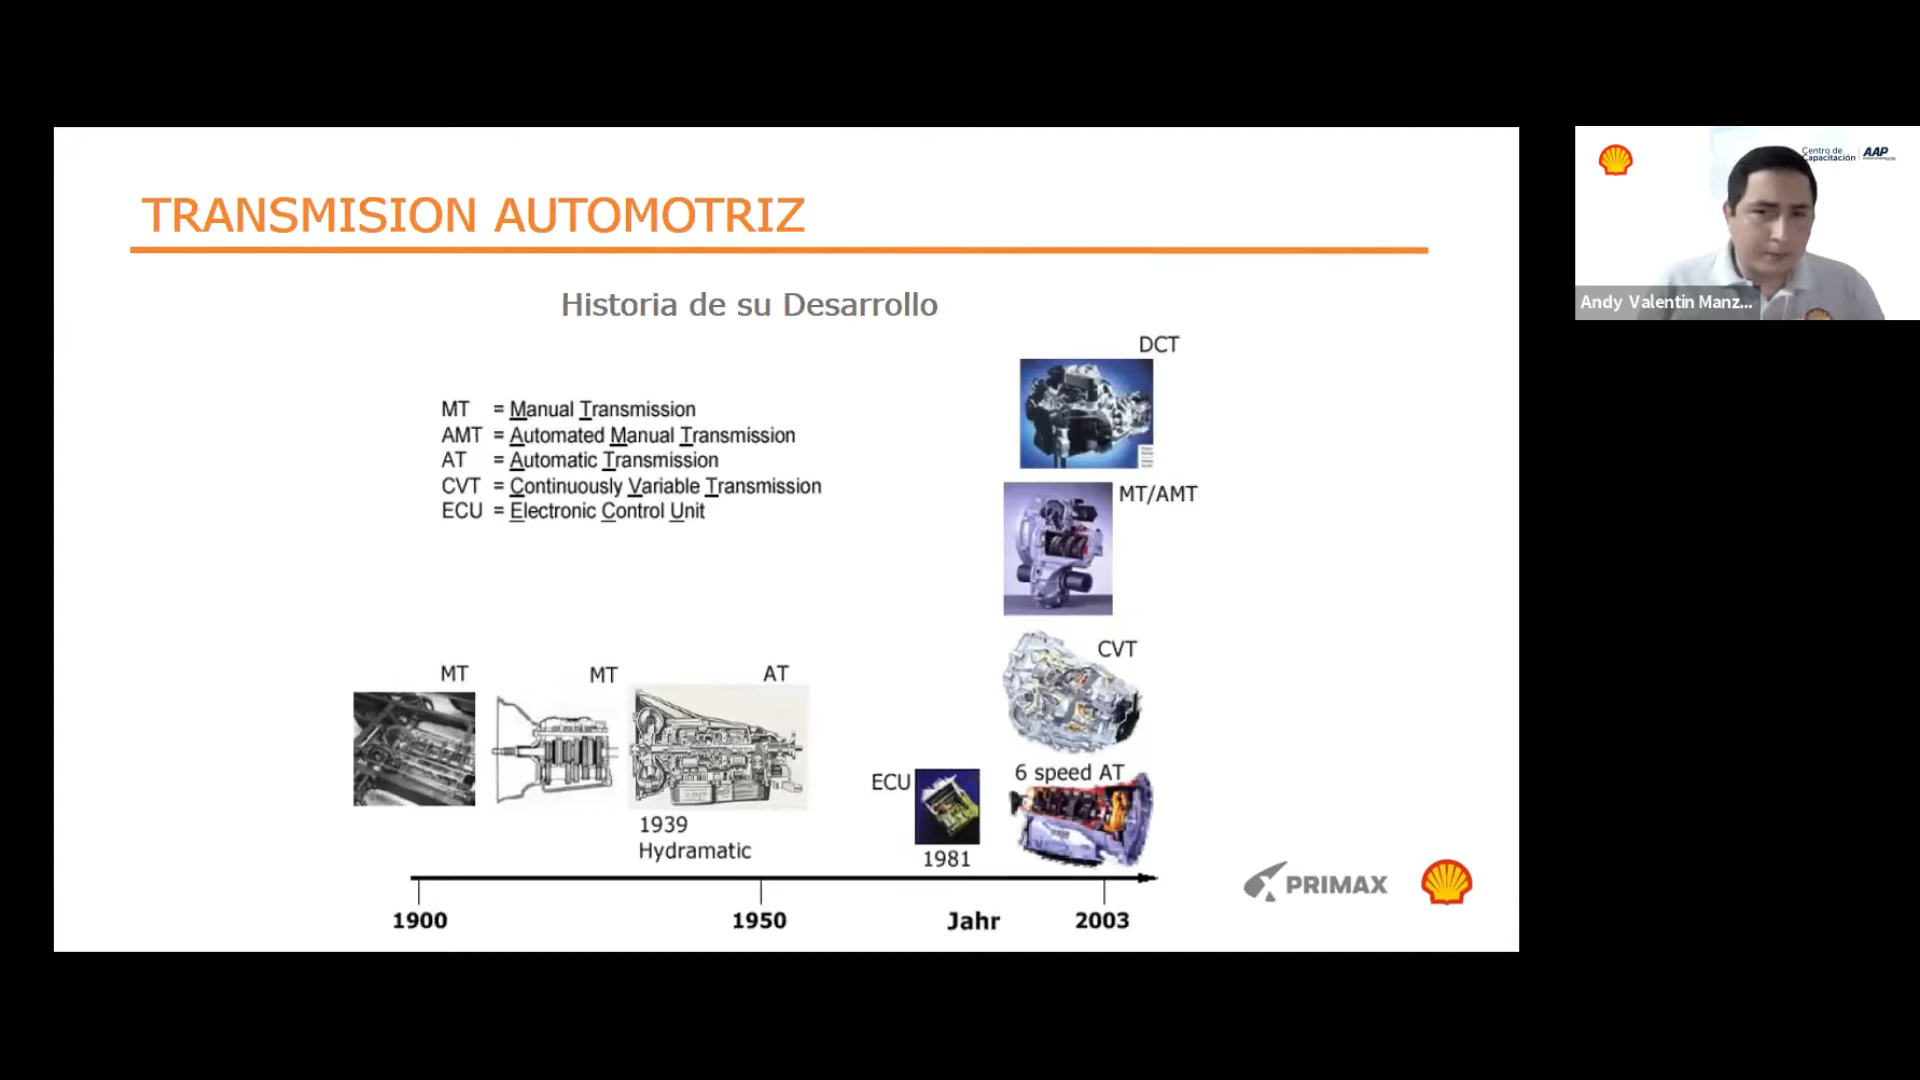 TRANSMISION AUTOMOTRIZ
Historia de su Desarrollo
MT = Manual Transmission
AMT = Automated Manual Transmission
AT = Automatic Transmission
CVT = Continuously Variable Transmission
ECU = Electronic Control Unit
DCT
MT/AMT
CVT
6 speed AT
MT
MT
AT
1939
Hydramatic
ECU
1981
1900
1950
Jahr
2003
PRIMAX
Centro de
Capacitación
AAP
Andy Valentin Manz...